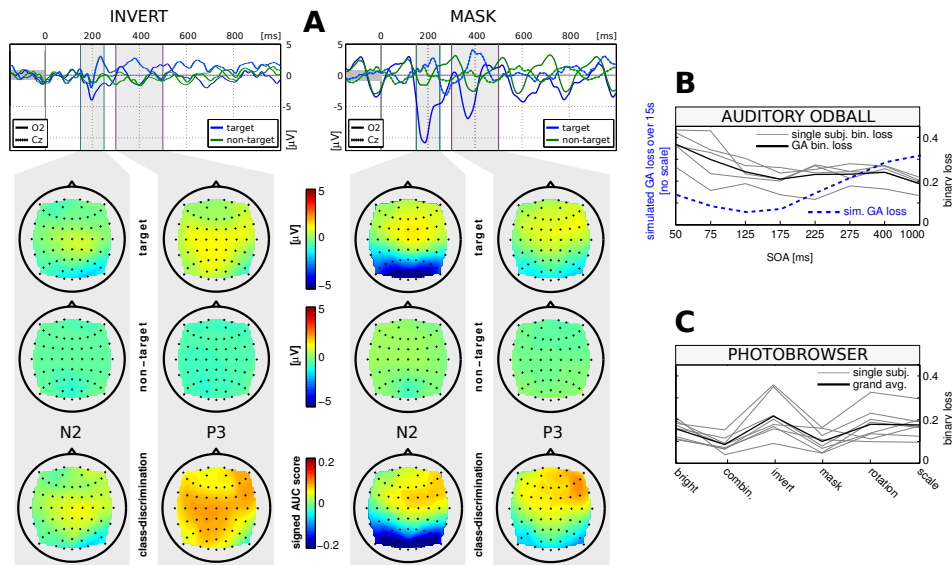 INVERT
A
MASK
0 200 400 600 800 [ms]
0 200 400 600 800 [ms]
5
0
−5
[μV]
5
0
−5
[μV]
O2
Cz
target
non-target
O2
Cz
target
non-target
target
[μV]
5
0
−5
target
non-target
[μV]
5
0
−5
non-target
N2
P3
N2
P3
class-discrimination
signed AUC score
0.2
0
−0.2
class-discrimination
B
AUDITORY ODBALL
simulated GA loss over 15s
[no scale]
single subj. bin. loss
GA bin. loss
sim. GA loss
0.4
0.2
0
binary loss
50 75 125 175 225 275 400 1000
SOA [ms]
C
PHOTOBROWSER
single subj.
grand avg.
0.4
0.2
0
binary loss
bright combin. invert mask rotation scale